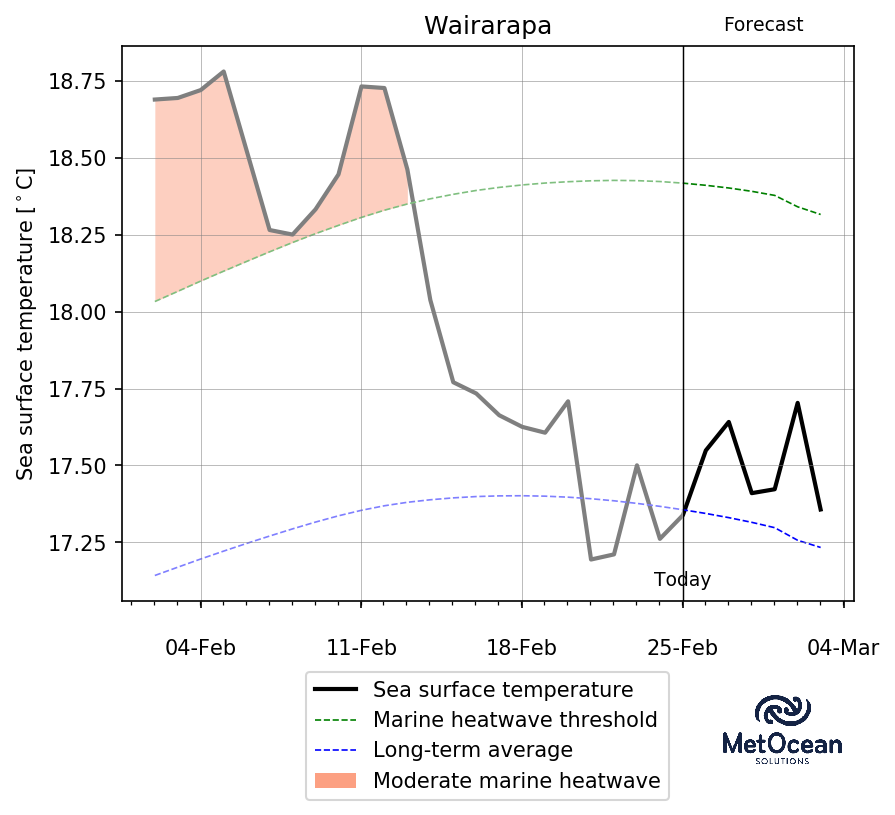 Wairarapa
Forecast
Sea surface temperature [°C]
18.75
18.50
18.25
18.00
17.75
17.50
17.25
Today
04-Feb
11-Feb
18-Feb
25-Feb
04-Mar
Sea surface temperature
Marine heatwave threshold
Long-term average
Moderate marine heatwave
MetOcean
SOLUTIONS